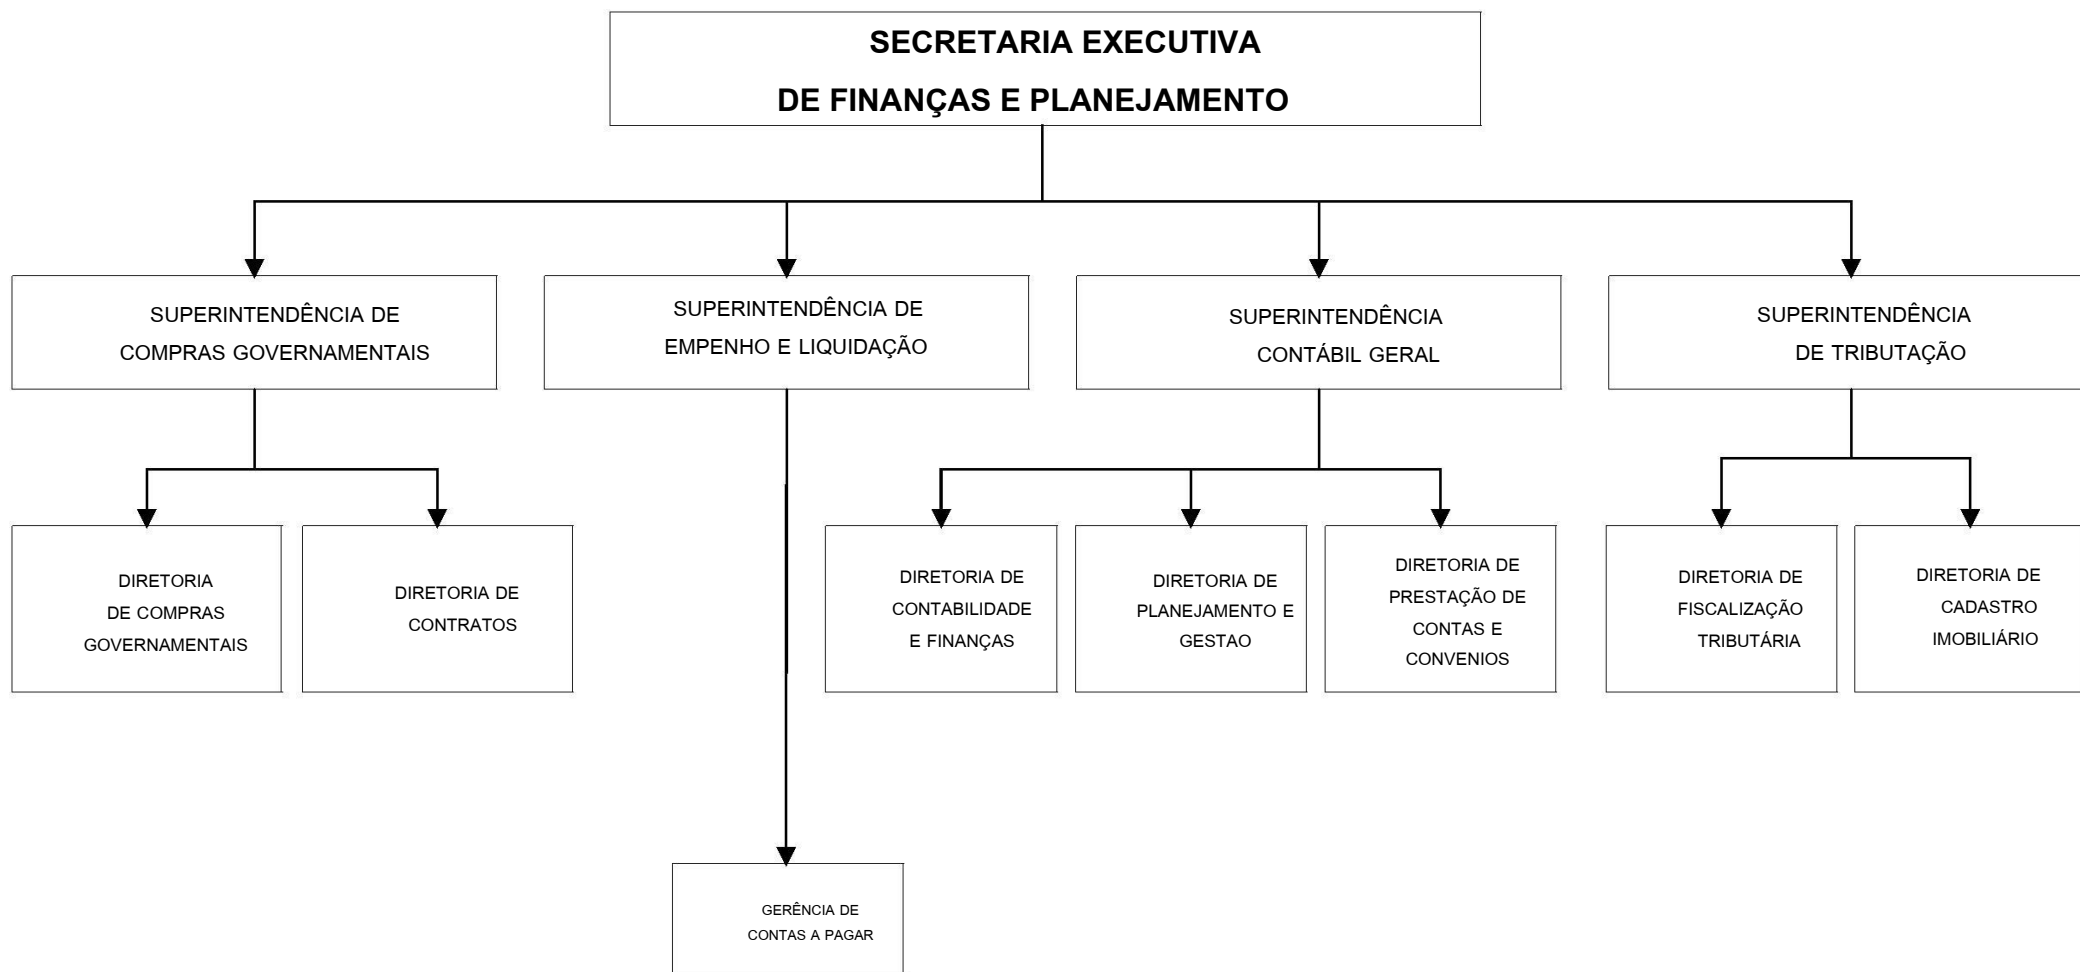 SECRETARIA EXECUTIVA
DE FINANÇAS E PLANEJAMENTO
SUPERINTENDÊNCIA DE
COMPRAS GOVERNAMENTAIS
SUPERINTENDÊNCIA DE
EMPENHO E LIQUIDAÇÃO
SUPERINTENDÊNCIA
CONTÁBIL GERAL
SUPERINTENDÊNCIA
DE TRIBUTAÇÃO
DIRETORIA
DE COMPRAS
GOVERNAMENTAIS
DIRETORIA DE
CONTRATOS
DIRETORIA DE
CONTABILIDADE
E FINANÇAS
DIRETORIA DE
PLANEJAMENTO E
GESTAO
DIRETORIA DE
PRESTAÇÃO DE
CONTAS E
CONVENIOS
DIRETORIA DE
FISCALIZAÇÃO
TRIBUTÁRIA
DIRETORIA DE
CADASTRO
IMOBILIÁRIO
GERÊNCIA DE
CONTAS A PAGAR